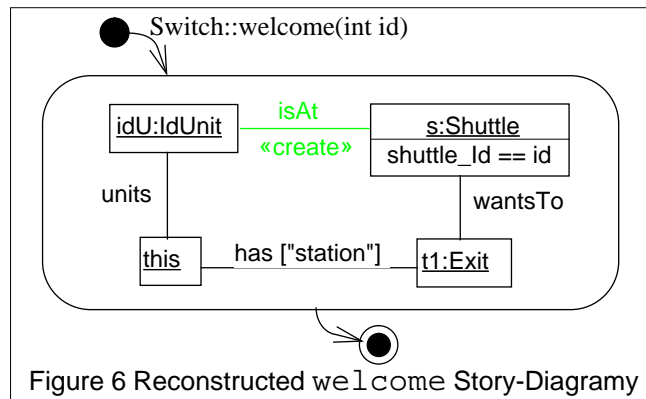 Switch::welcome(int id)
idU:IdUnit
isAt
«create»
s:Shuttle
shuttle_Id == id
units
wantsTo
this
has ["station"]
t1:Exit
Figure 6 Reconstructed welcome Story-Diagramy